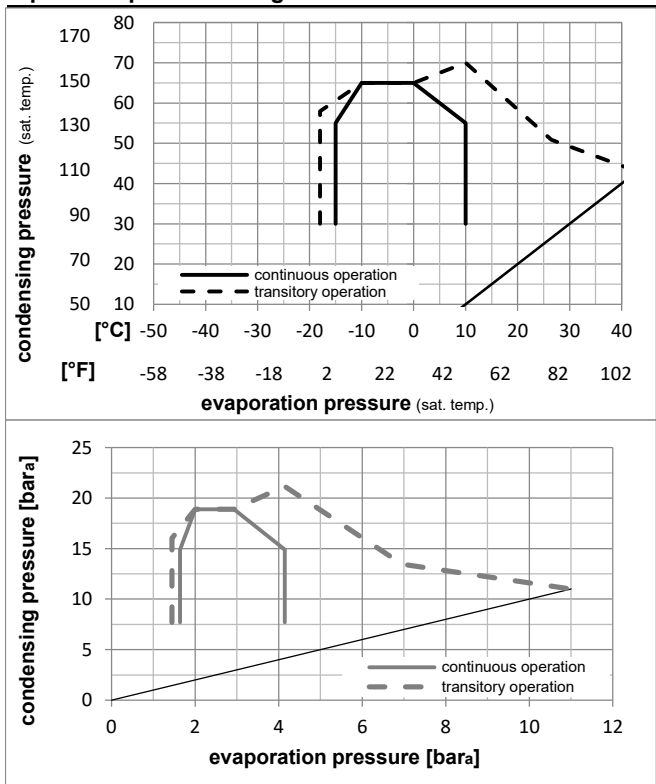 170 80
70
150 60
130 50
110 40
90 30
70 20
50 10
condensing pressure (sat. temp.)
continuous operation
transitory operation
[°C] -50 -40 -30 -20 -10 0 10 20 30 40
[°F] -58 -38 -18 2 22 42 62 82 102
evaporation pressure (sat. temp.)
25
20
15
10
5
0
condensing pressure [bara]
continuous operation
transitory operation
0 2 4 6 8 10 12
evaporation pressure [bara]